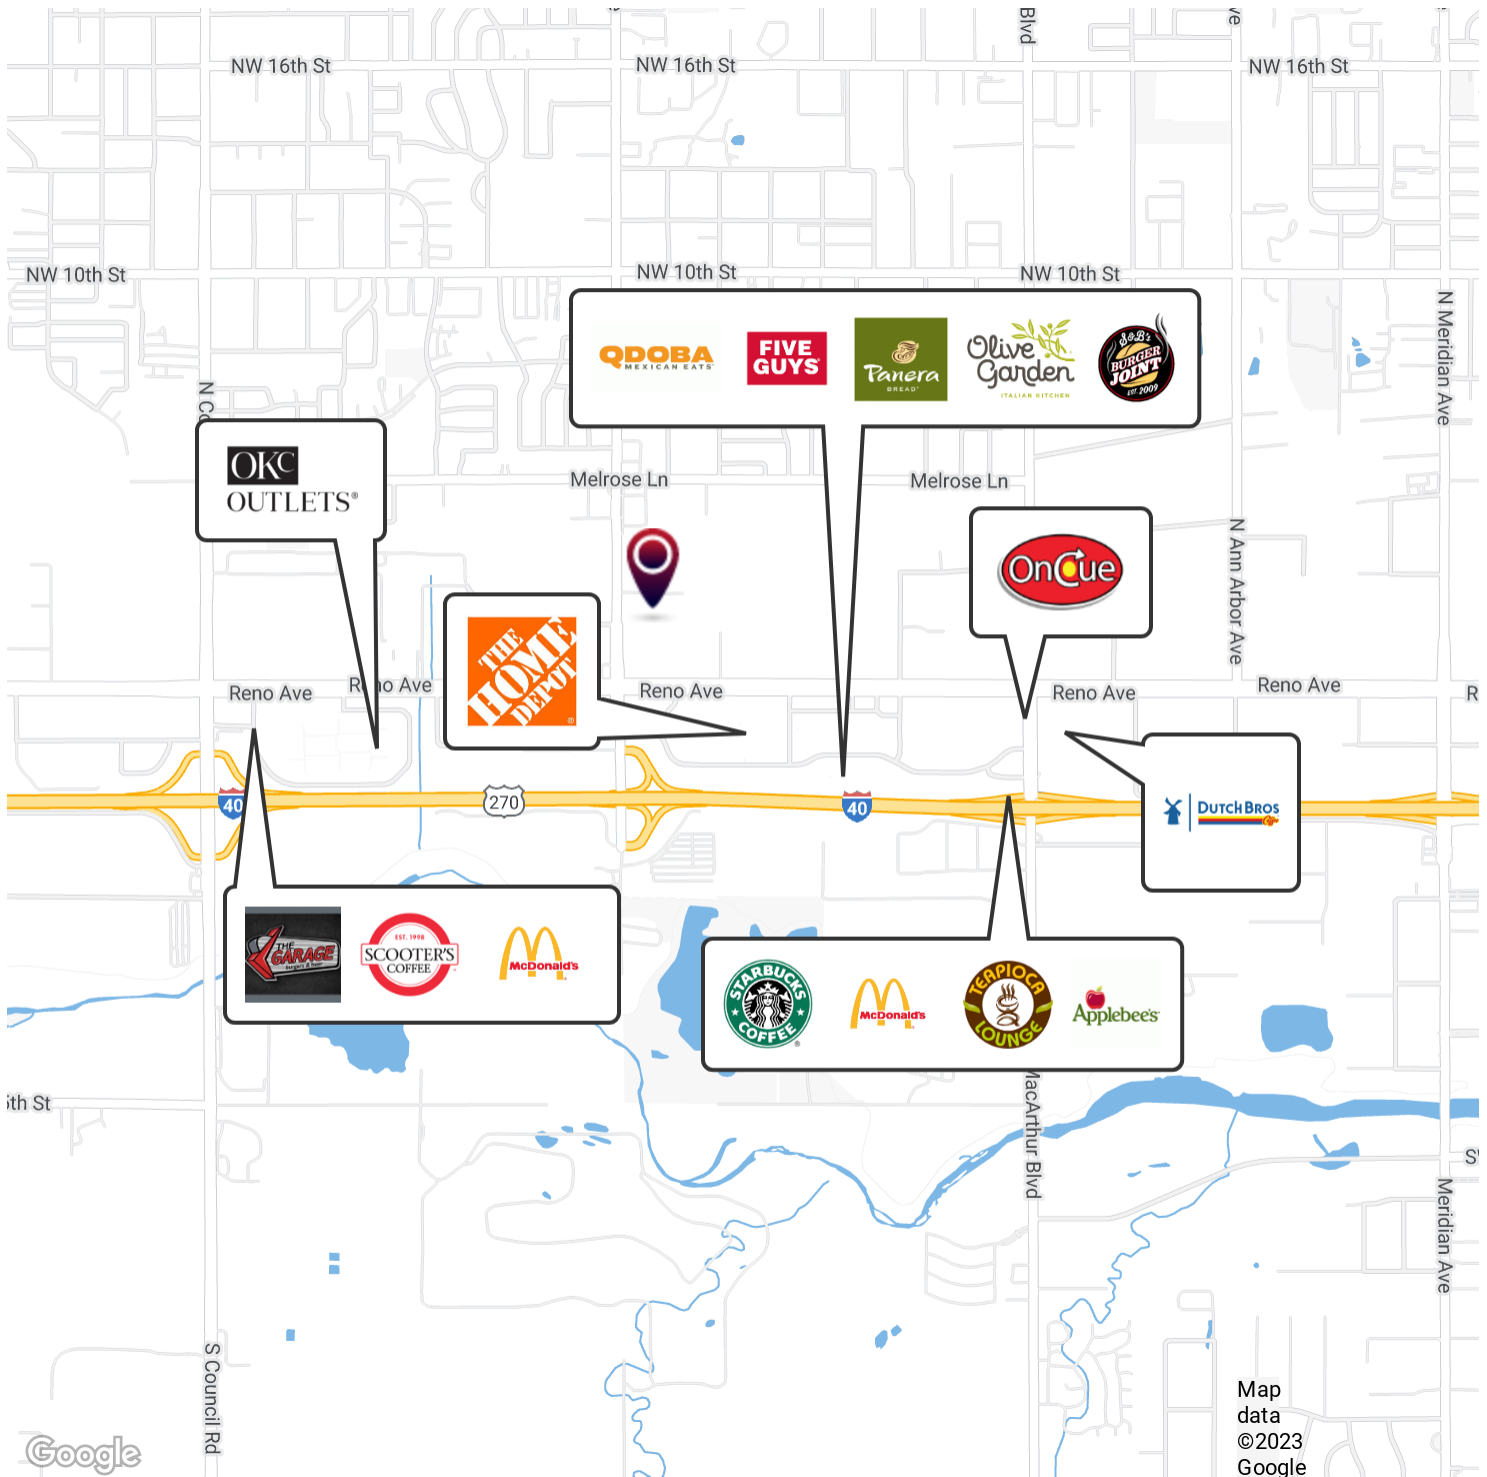 Blvd
NW 16th St
NW 16th St
NW 16th St
NW 10th St
NW 10th St
NW 10th St
N Meridian Ave
QDOBA
MEXICAN EATS
FIVE
GUYS
Panera
BREAD
Olive
Garden
ITALIAN KITCHEN
S&B's
BURGER
JOINT
EST 2009
OKC
OUTLETS®
Melrose Ln
Melrose Ln
OnCue
N Ann Arbor Ave
THE
HOME
DEPOT
Reno Ave
Reno Ave
Reno Ave
Reno Ave
Reno Ave
40
270
40
DUTCH BROS
THE
GARAGE
burgers & beer
EST. 1998
SCOOTER'S
COFFEE
McDonald's
STARBUCKS
COFFEE
McDonald's
TEAPIOCA
LOUNGE
Applebee's
MacArthur Blvd
Meridian Ave
S Council Rd
Map
data
©2023
Google
Google